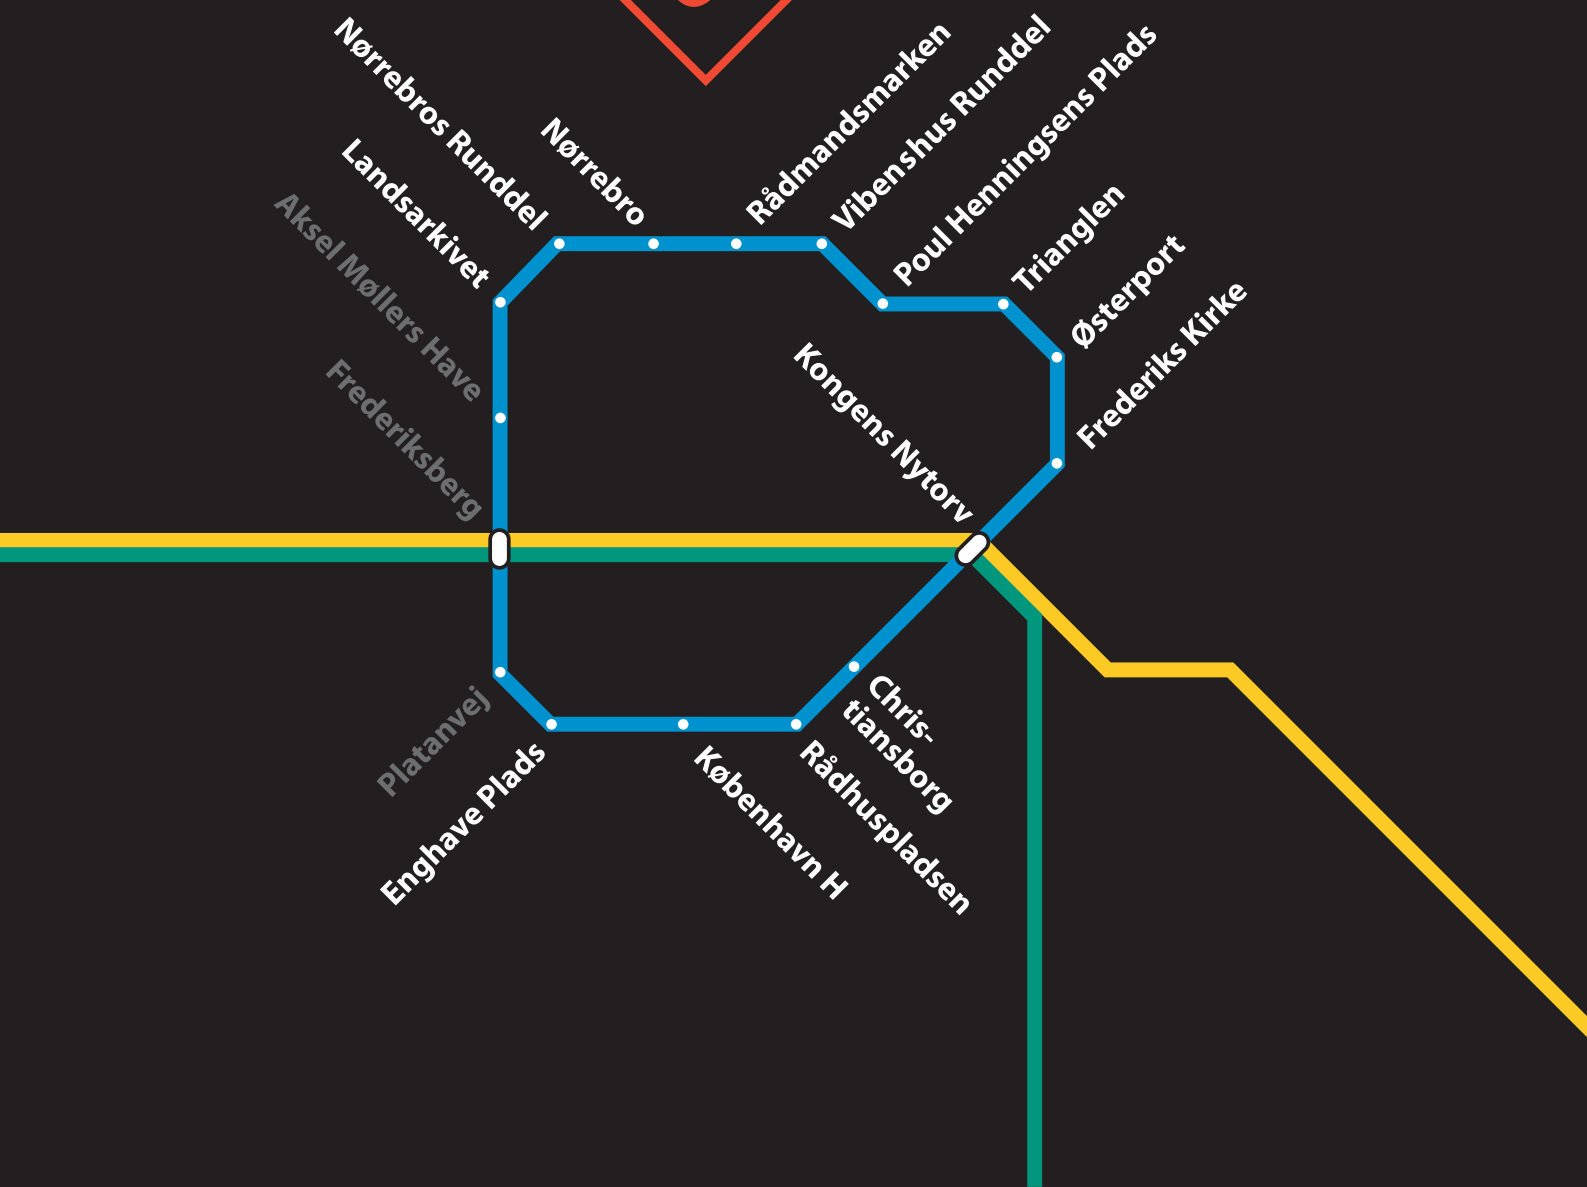 Nørrebros Runddel
Landsarkivet
Aksel Møllers Have
Frederiksberg
Nørrebro
Rådmandsmarken
Vibenshus Runddel
Poul Henningsens Plads
Trianglen
Østerport
Frederiks Kirke
Kongens Nytorv
Chris-
tiansborg
Rådhuspladsen
København H
Enghave Plads
Platanvej